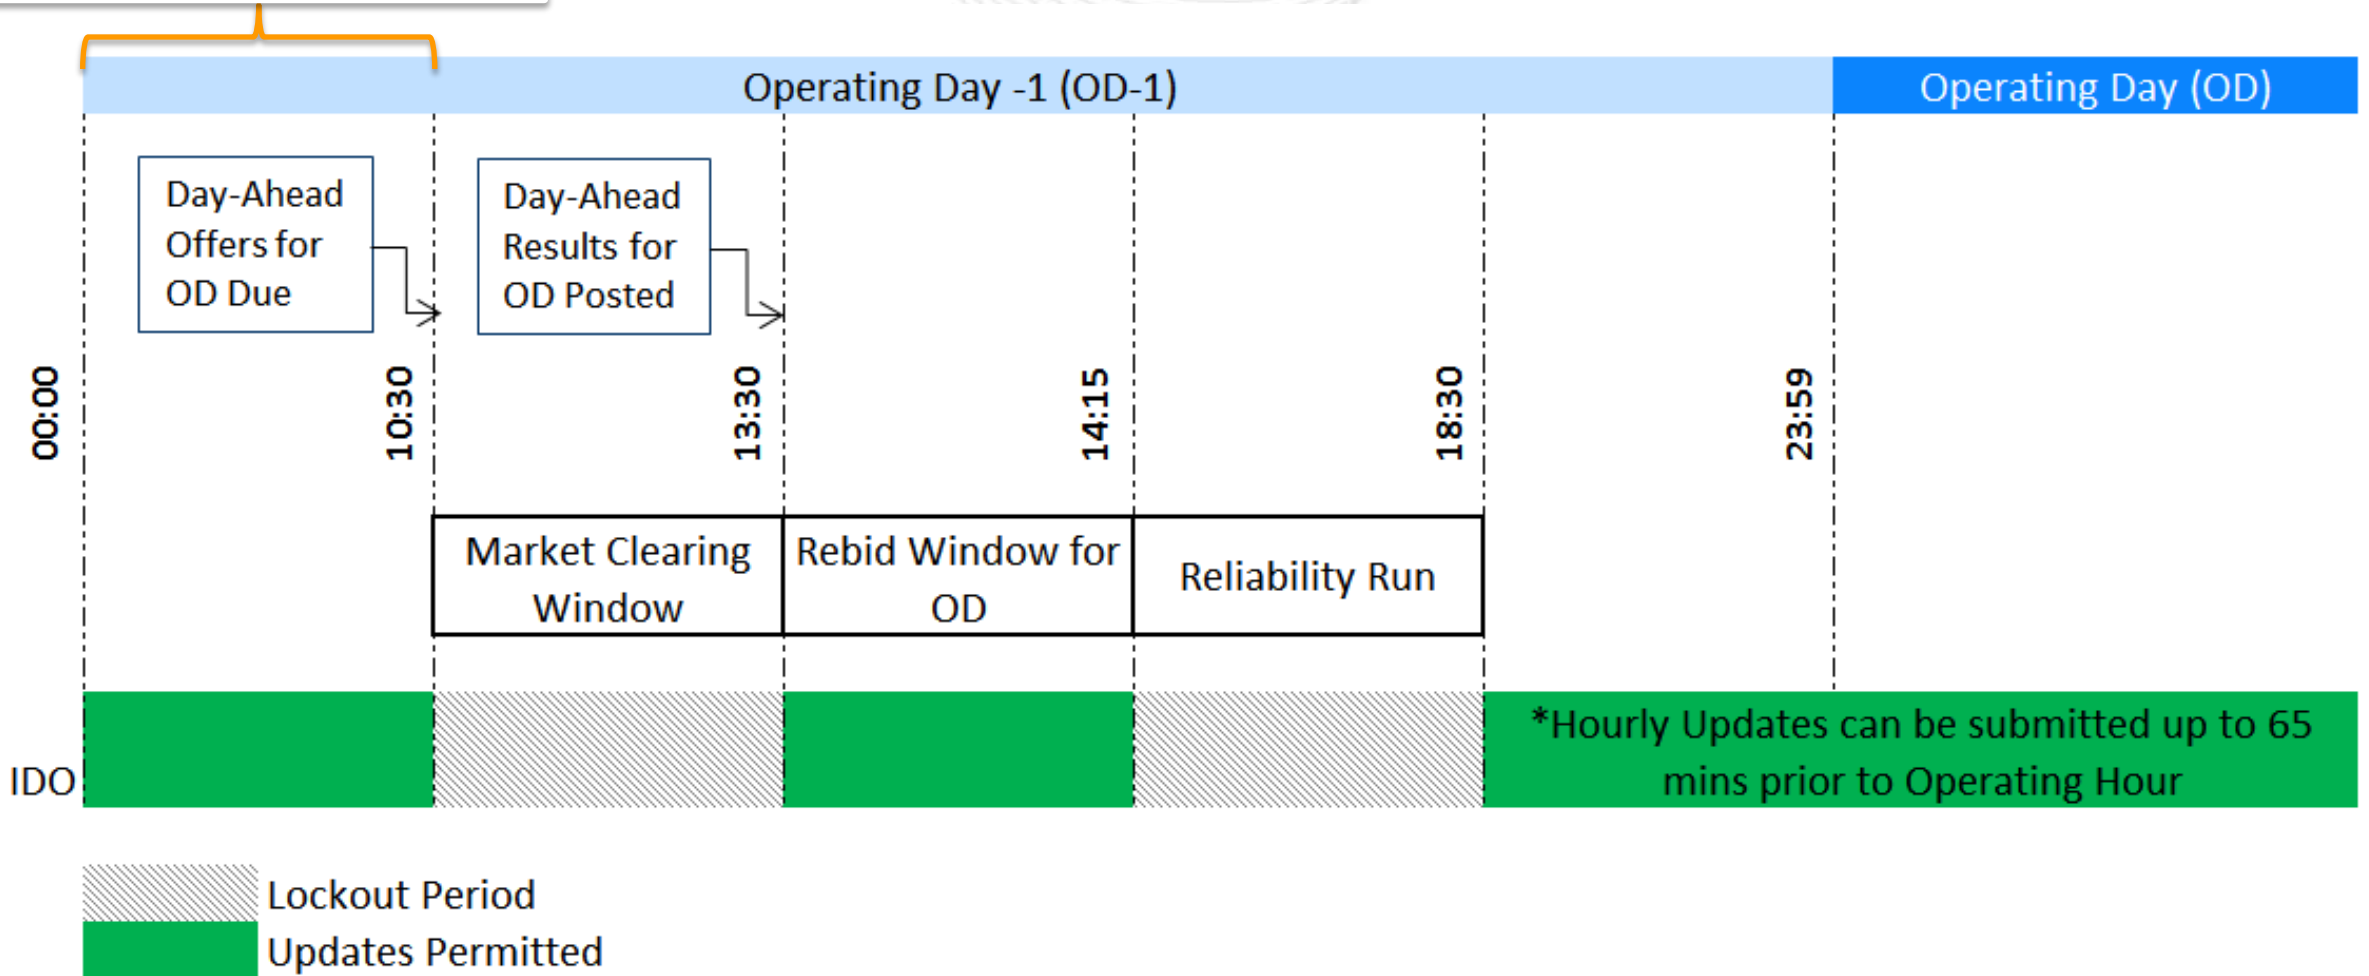 Operating Day -1 (OD-1)
Operating Day (OD)
Day-Ahead
Offers for
OD Due
Day-Ahead
Results for
OD Posted
00:00
10:30
13:30
14:15
18:30
23:59
Market Clearing
Window
Rebid Window for
OD
Reliability Run
*Hourly Updates can be submitted up to 65
mins prior to Operating Hour
IDO
Lockout Period
Updates Permitted